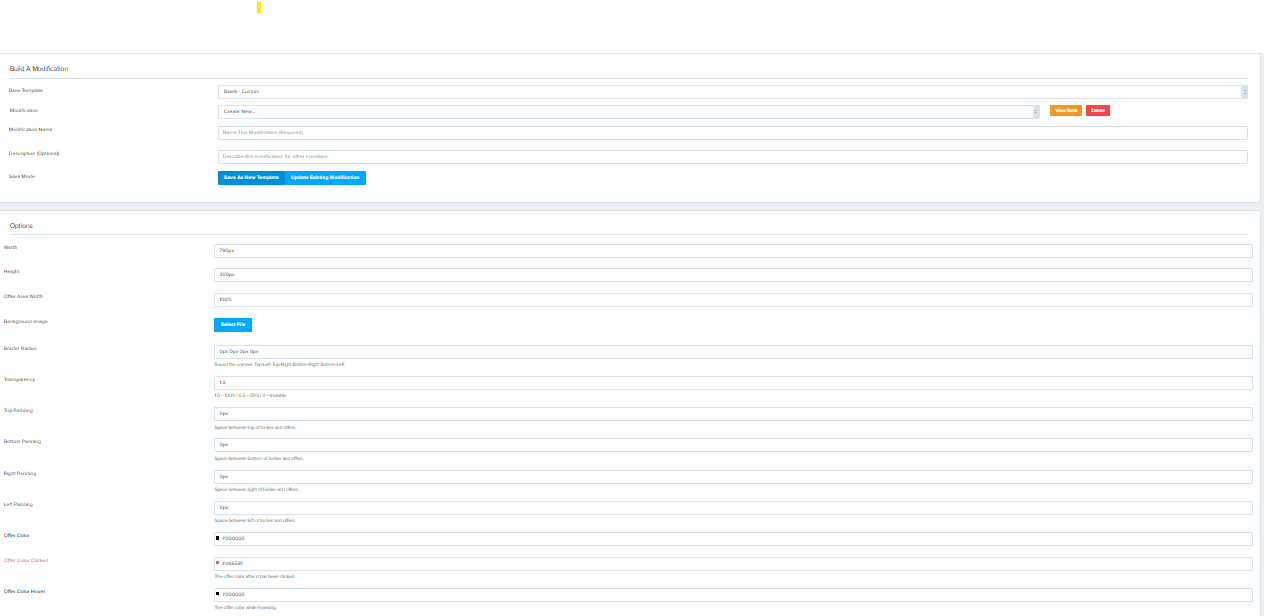 Build A Modification
Base Template
Blank - Custom
Modification
Create New...
View Base
Delete
Modification Name
Name This Modification (Required)
Description (Optional)
Describe this modification for other members.
Save Mode
Save As New Template
Update Existing Modification
Options
Width
780px
Height
300px
Offer Area Width
100%
Background Image
Select File
Border Radius
0px 0px 0px 0px
Round the corners. Top-Left Top-Right Bottom-Right Bottom-Left.
Transparency
1.0
1.0 = 100% | 0.5 = 50% | 0 = Invisible
Top Padding
0px
Space between top of locker and offers.
Bottom Padding
0px
Space between bottom of locker and offers.
Right Padding
0px
Space between right of locker and offers.
Left Padding
0px
Space between left of locker and offers.
Offer Color
#000000
Offer Color Clicked
The offer color after it has been clicked.
Offer Color Hover
#000000
The offer color while hovering.